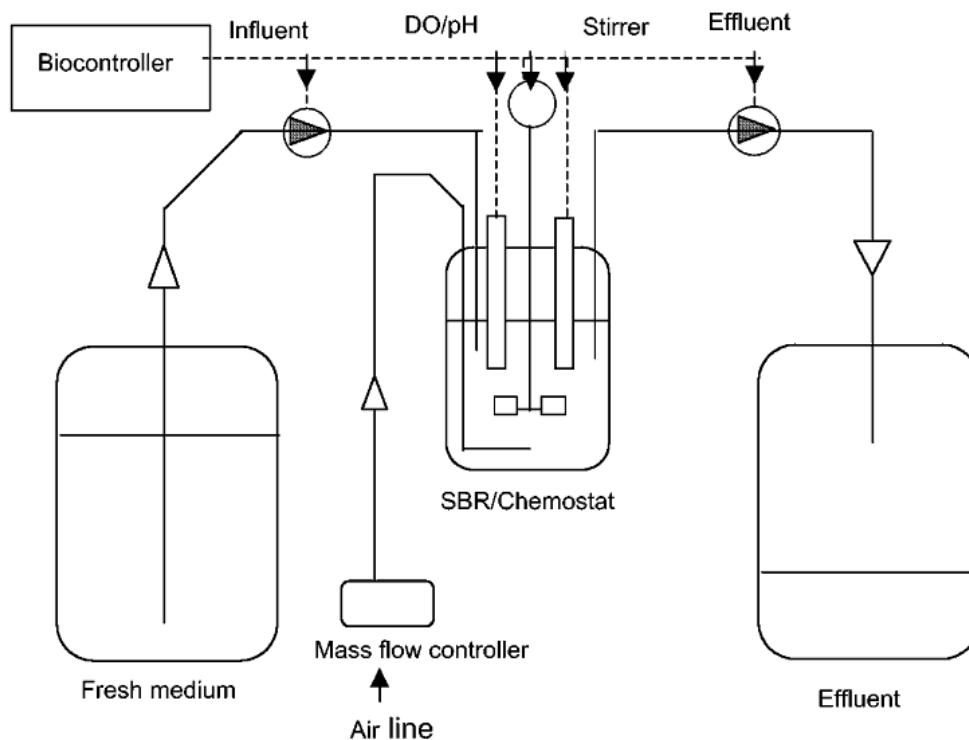 Influent
DO/pH
Stirrer
Effluent
Biocontroller
SBR/Chemostat
Mass flow controller
Fresh medium
Effluent
Air line